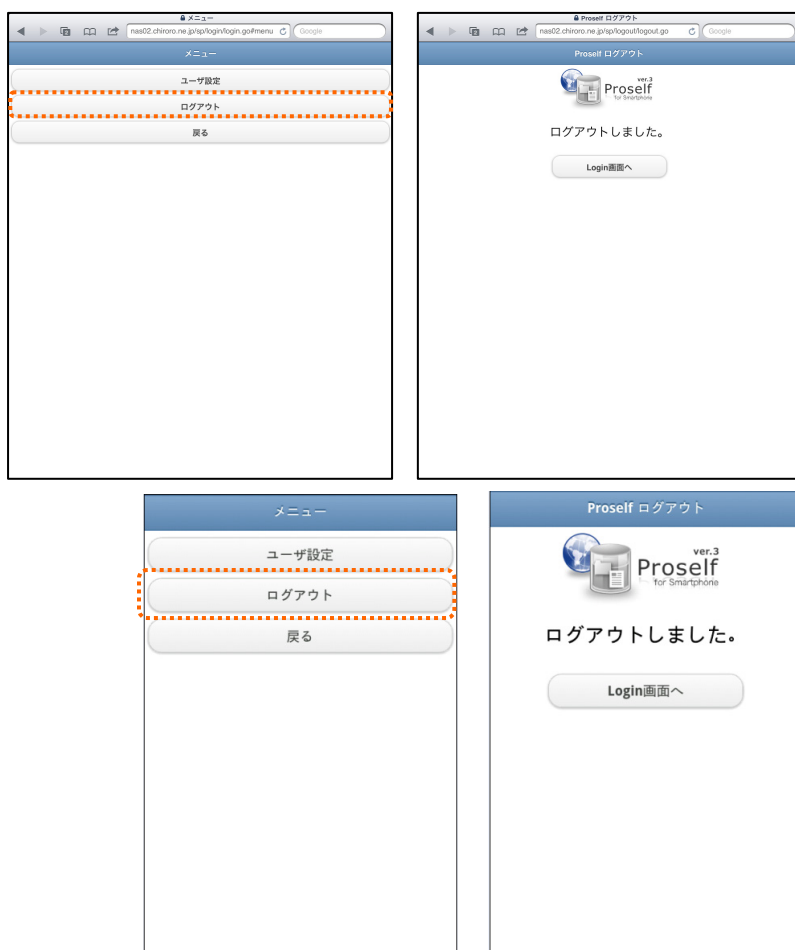 メニュー
nas02.chiroro.ne.jp/sp/login/login.go#menu
Google
メニュー
ユーザ設定
ログアウト
戻る
Proself ログアウト
nas02.chiroro.ne.jp/sp/logout/logout.go
Google
Proself ログアウト
ver.3
Proself
for Smartphone
ログアウトしました。
Login画面へ
メニュー
ユーザ設定
ログアウト
戻る
Proself ログアウト
ver.3
Proself
for Smartphone
ログアウトしました。
Login画面へ